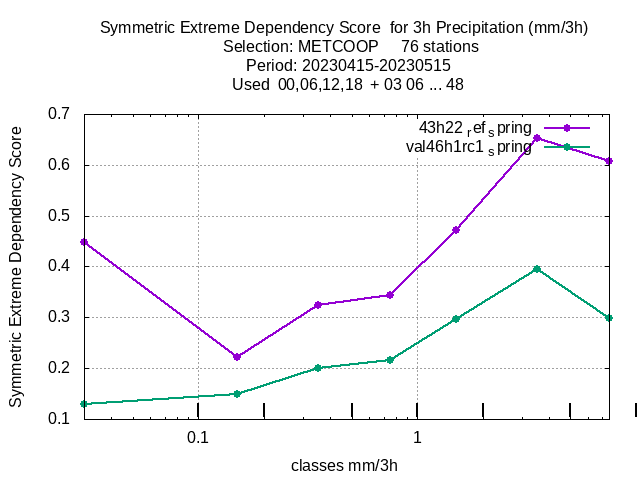 Symmetric Extreme Dependency Score  for 3h Precipitation (mm/3h)
Selection: METCOOP     76 stations
Period: 20230415-20230515
Used  00,06,12,18  + 03 06 ... 48
43h22 ref spring
val46h1rc1 spring
Symmetric Extreme Dependency Score
0.7
0.6
0.5
0.4
0.3
0.2
0.1
0.1 1
classes mm/3h